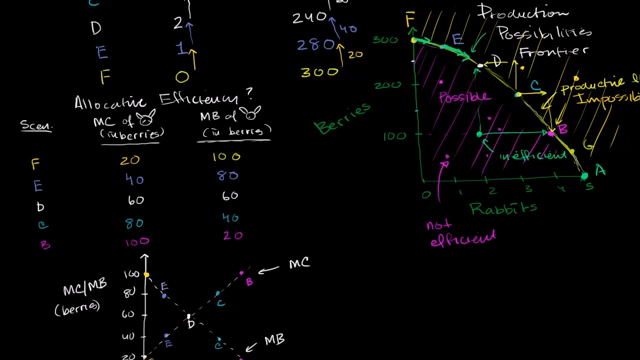 C
D 2 240 40
E 1 280 20
F 0 300
Allocative Efficiency?
MC of MB of
Scen. (in berries) (in berries)
F 20 100
E 40 80
D 60 60
C 80 40
B 100 20
MC/MB
(berries)
100
80
60
40
20
E
C
B
D
E
C
MC
MB
Production
Possibilities
Frontier
F
E
D
C
B
G
A
300
200
100
Berries
Possible
Productive
Impossible
inefficient
0 1 2 3 4 5
Rabbits
not
efficient